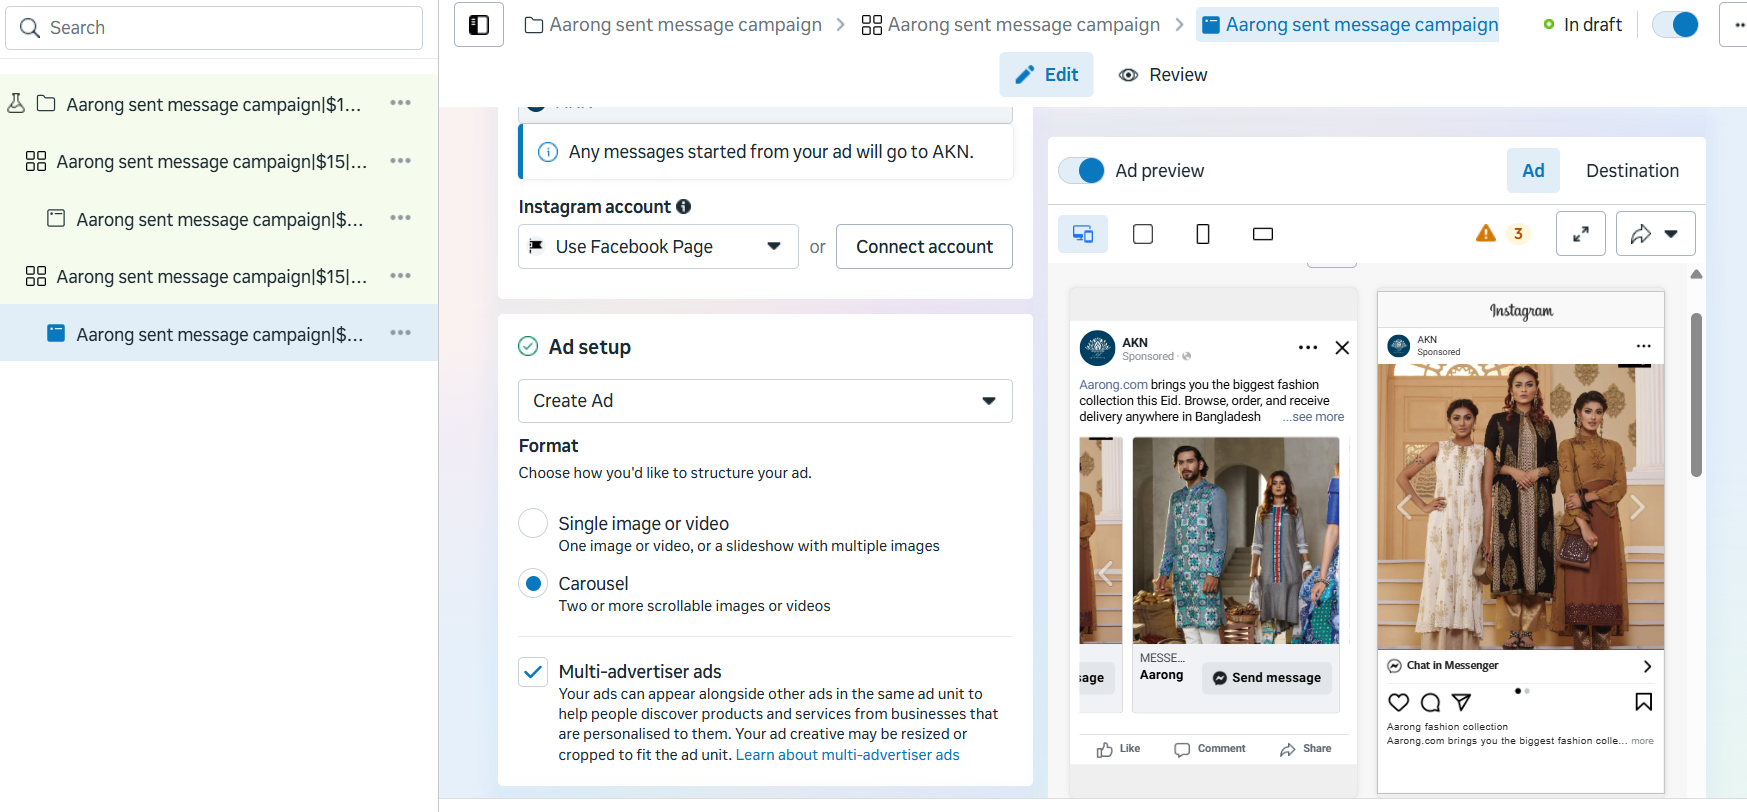 Search
Aarong sent message campaign|$1...
Aarong sent message campaign|$15|...
Aarong sent message campaign|$...
Aarong sent message campaign|$15|...
Aarong sent message campaign|$...
Aarong sent message campaign
Aarong sent message campaign
Aarong sent message campaign
In draft
Edit
Review
Any messages started from your ad will go to AKN.
Instagram account
Use Facebook Page
or
Connect account
Ad setup
Create Ad
Format
Choose how you'd like to structure your ad.
Single image or video
One image or video, or a slideshow with multiple images
Carousel
Two or more scrollable images or videos
Multi-advertiser ads
Your ads can appear alongside other ads in the same ad unit to
help people discover products and services from businesses that
are personalised to them. Your ad creative may be resized or
cropped to fit the ad unit. Learn about multi-advertiser ads
Ad preview
Ad
Destination
3
AKN
Sponsored ·
Aarong.com brings you the biggest fashion
collection this Eid. Browse, order, and receive
delivery anywhere in Bangladesh ...see more
sage
MESSE...
Aarong
Send message
Like
Comment
Share
Instagram
AKN
Sponsored
Chat in Messenger
Aarong fashion collection
Aarong.com brings you the biggest fashion colle... more